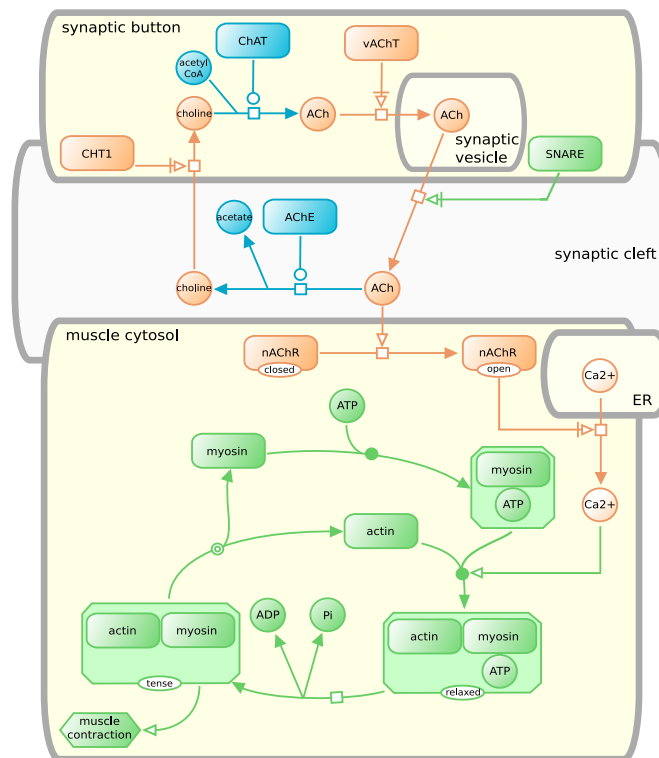 synaptic button
ChAT
vAChT
acetyl
CoA
choline
ACh
ACh
synaptic
vesicle
CHT1
SNARE
acetate
AChE
synaptic cleft
choline
ACh
muscle cytosol
nAChR
closed
nAChR
open
Ca2+
ER
ATP
myosin
myosin
ATP
Ca2+
actin
ADP
Pi
actin
myosin
tense
actin
myosin
ATP
relaxed
muscle
contraction